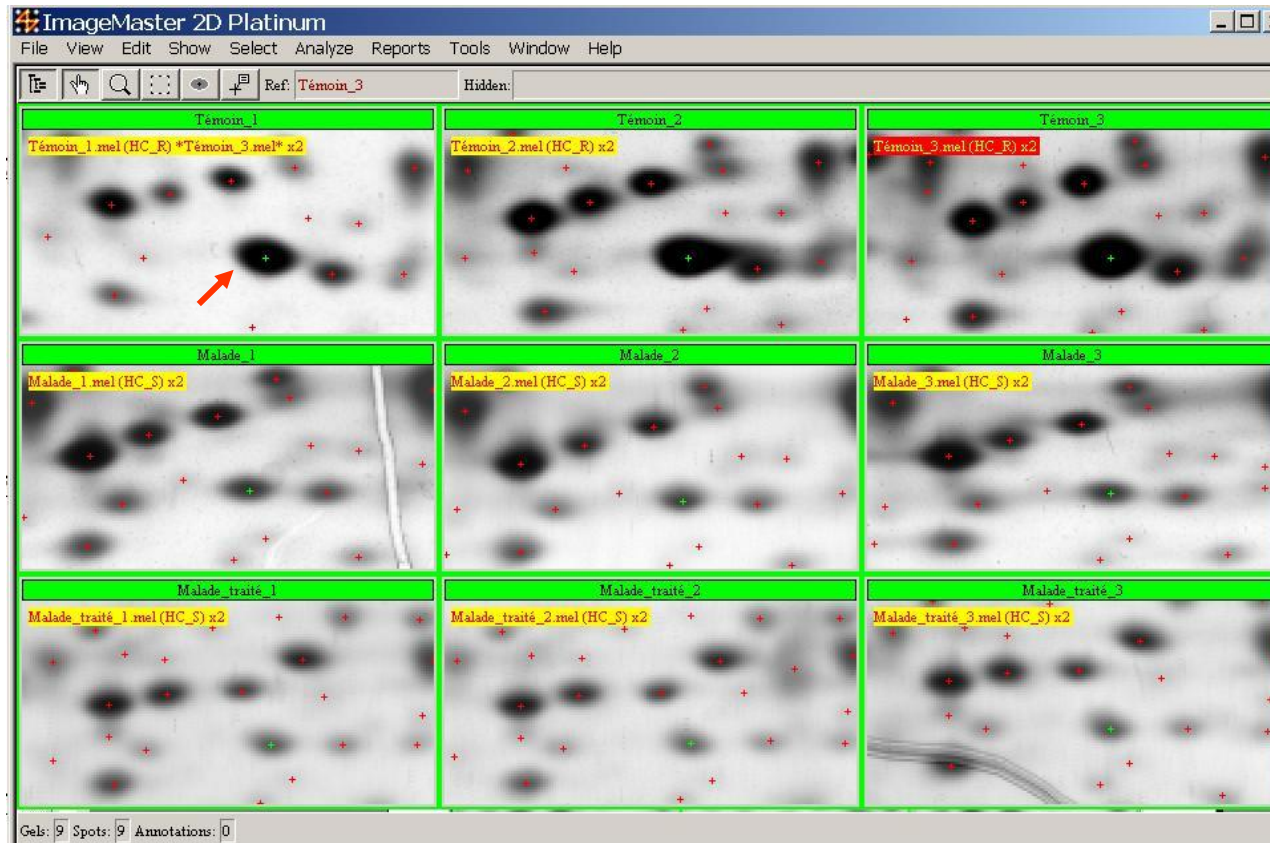 ImageMaster 2D Platinum
File View Edit Show Select Analyze Reports Tools Window Help
Ref: Témoin_3 Hidden:
Témoin_1 Témoin_2 Témoin_3
Témoin_1.mel (HC_R) *Témoin_3.mel* x2 Témoin_2.mel (HC_R) x2 Témoin_3.mel (HC_R) x2
Malade_1 Malade_2 Malade_3
Malade_1.mel (HC_S) x2 Malade_2.mel (HC_S) x2 Malade_3.mel (HC_S) x2
Malade_traité_1 Malade_traité_2 Malade_traité_3
Malade_traité_1.mel (HC_S) x2 Malade_traité_2.mel (HC_S) x2 Malade_traité_3.mel (HC_S) x2
Gels: 9 Spots: 9 Annotations: 0